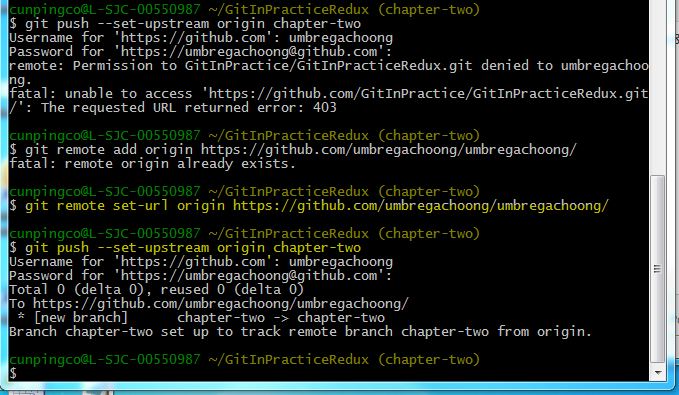 cunpingco@L-SJC-00550987 ~/GitInPracticeRedux (chapter-two)
$ git push --set-upstream origin chapter-two
Username for 'https://github.com': umbregachoong
Password for 'https://umbregachoong@github.com':
remote: Permission to GitInPractice/GitInPracticeRedux.git denied to umbregachoo
ng.
fatal: unable to access 'https://github.com/GitInPractice/GitInPracticeRedux.git
/': The requested URL returned error: 403
cunpingco@L-SJC-00550987 ~/GitInPracticeRedux (chapter-two)
$ git remote add origin https://github.com/umbregachoong/umbregachoong/
fatal: remote origin already exists.
cunpingco@L-SJC-00550987 ~/GitInPracticeRedux (chapter-two)
$ git remote set-url origin https://github.com/umbregachoong/umbregachoong/
cunpingco@L-SJC-00550987 ~/GitInPracticeRedux (chapter-two)
$ git push --set-upstream origin chapter-two
Username for 'https://github.com': umbregachoong
Password for 'https://umbregachoong@github.com':
Total 0 (delta 0), reused 0 (delta 0)
To https://github.com/umbregachoong/umbregachoong/
 * [new branch]      chapter-two -> chapter-two
Branch chapter-two set up to track remote branch chapter-two from origin.
cunpingco@L-SJC-00550987 ~/GitInPracticeRedux (chapter-two)
$